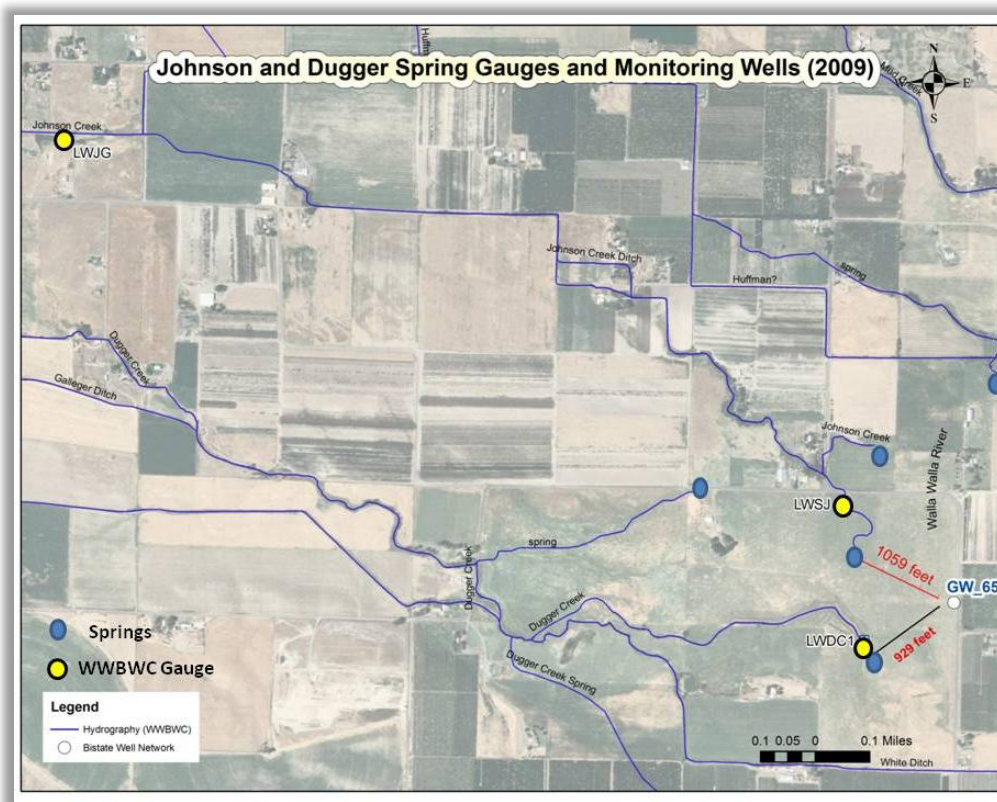 Huffman
Johnson and Dugger Spring Gauges and Monitoring Wells (2009)
N
E
S
Mud Creek
Johnson Creek
LWJG
Johnson Creek Ditch
spring
Huffman?
Dugger Creek
Galleger Ditch
Johnson Creek
Walla Walla River
LWSJ
spring
1059 feet
Dugger Creek
GW_65
Dugger Creek
LWDC1
929 feet
Springs
Dugger Creek Spring
WWBWC Gauge
Legend
Hydrography (WWBWC)
Bistate Well Network
0.1 0.05 0 0.1 Miles
White Ditch